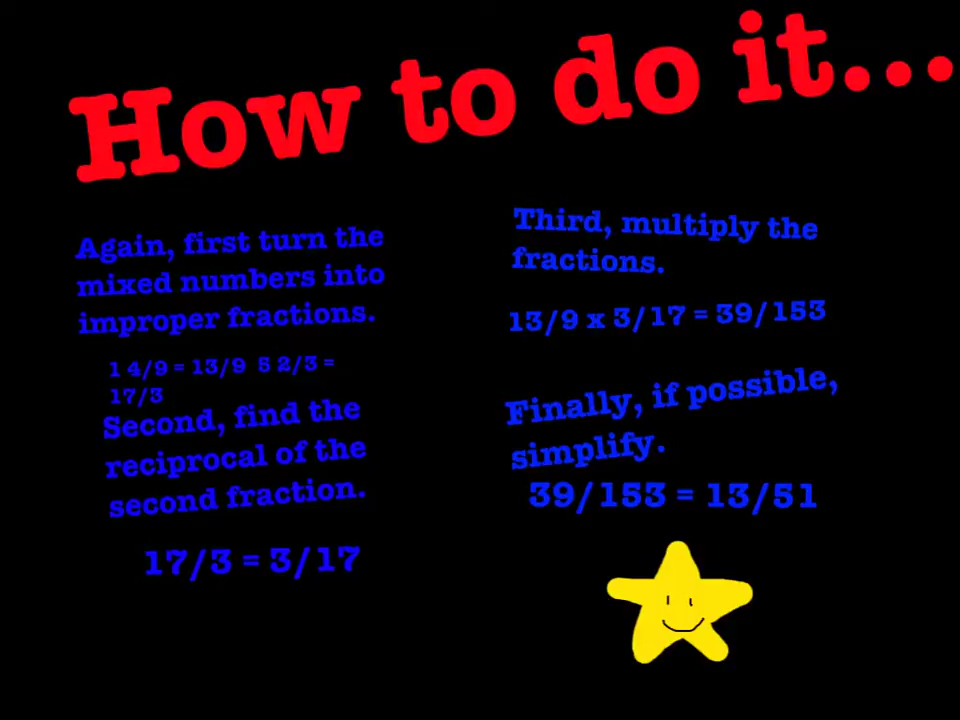 How to do it...
Again, first turn the
mixed numbers into
improper fractions.
1 4/9 = 13/9  5 2/3 =
17/3
Second, find the
reciprocal of the
second fraction.
17/3 = 3/17
Third, multiply the
fractions.
13/9 x 3/17 = 39/153
Finally, if possible,
simplify.
39/153 = 13/51